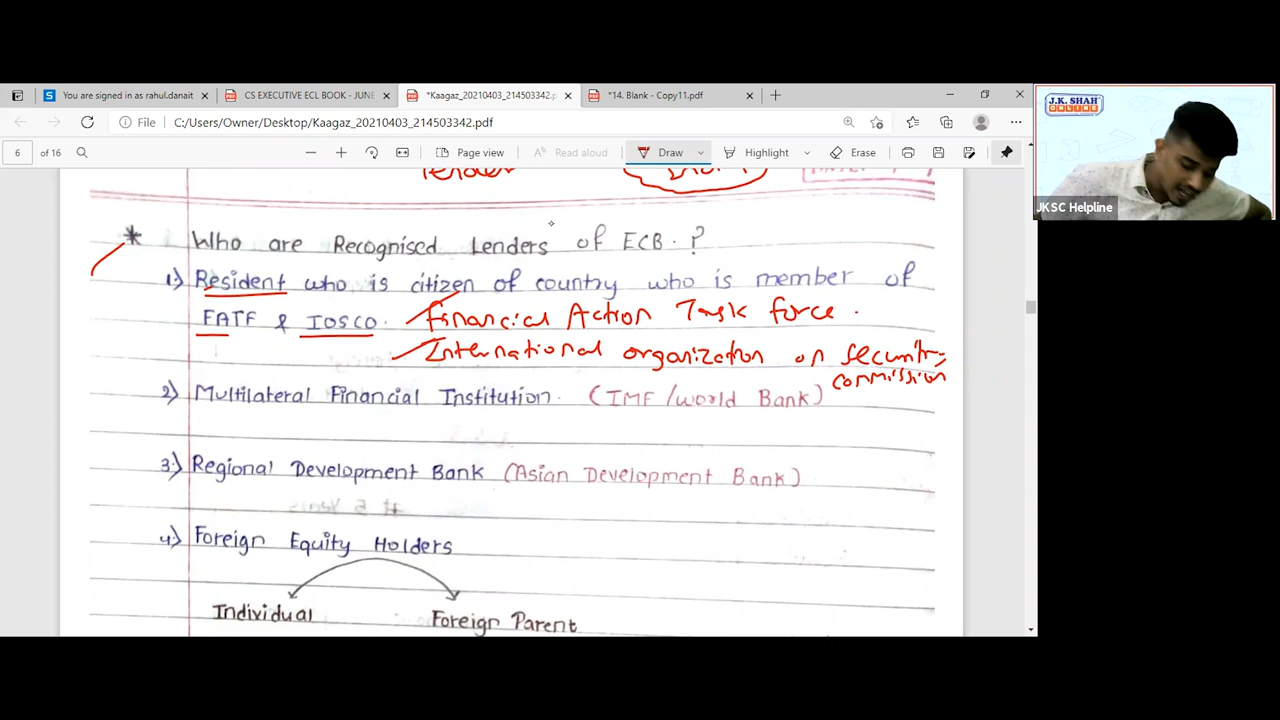 You are signed in as rahul.danait
CS EXECUTIVE ECL BOOK - JUNE
*Kaagaz_20210403_214503342.p
*14. Blank - Copy11.pdf
File
C:/Users/Owner/Desktop/Kaagaz_20210403_214503342.pdf
6 of 16
Page view
Read aloud
Draw
Highlight
Erase
J.K. SHAH
ONLINE
JKSC Helpline
lender
* Who are Recognised Lenders of ECB. ?
1:) Resident who is citizen of country who is member of
FATF & IOSCO. Financial Action Task force.
International organization on security
commission
2:) Multilateral Financial Institution. (IMF/World Bank)
3:) Regional Development Bank (Asian Development Bank)
4:) Foreign Equity Holders
Individual Foreign Parent